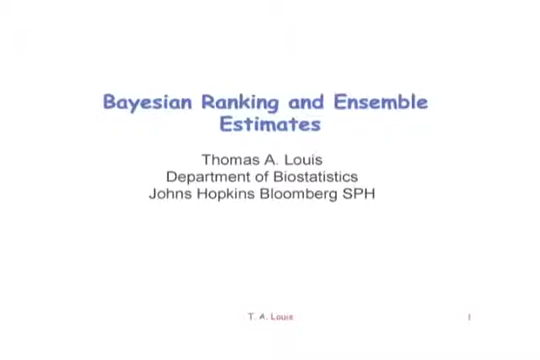 Bayesian Ranking and Ensemble
Estimates
Thomas A. Louis
Department of Biostatistics
Johns Hopkins Bloomberg SPH
T. A. Louis
1